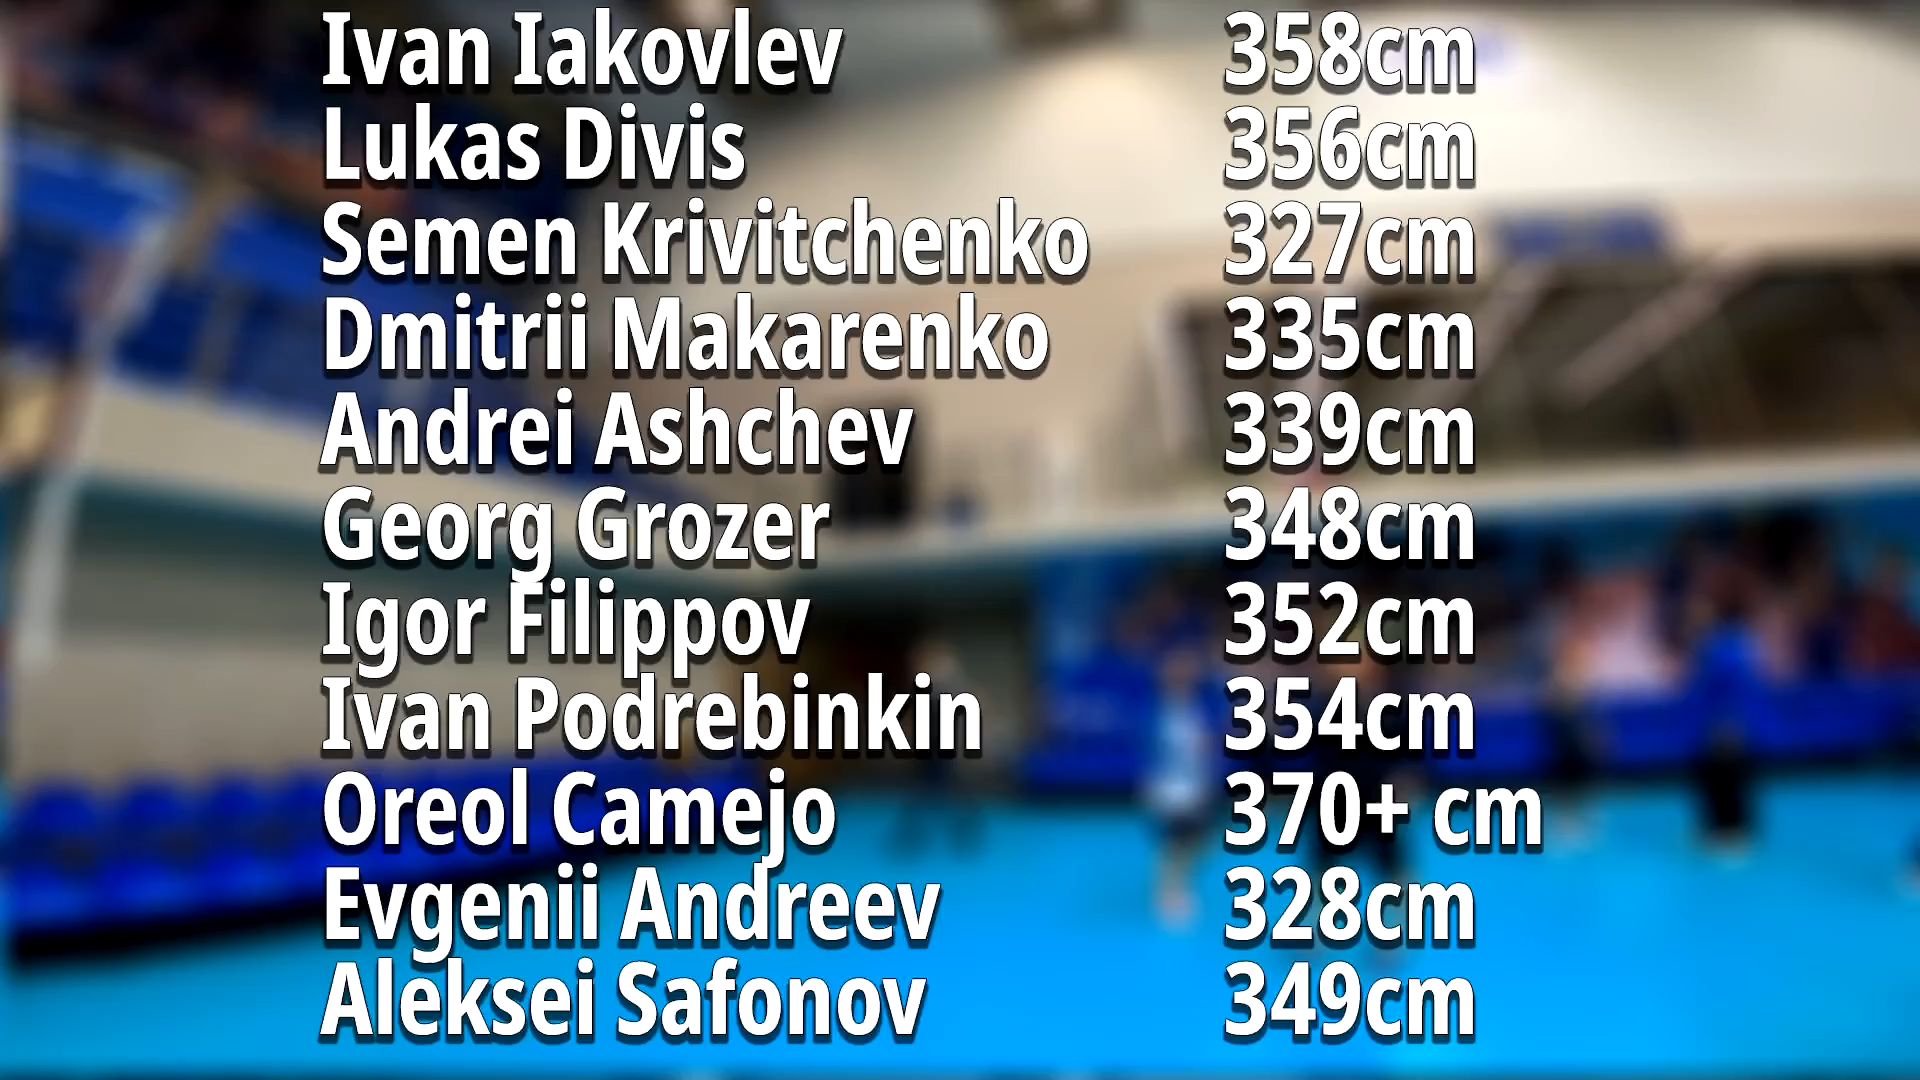 Ivan Iakovlev 358cm
Lukas Divis 356cm
Semen Krivitchenko 327cm
Dmitrii Makarenko 335cm
Andrei Ashchev 339cm
Georg Grozer 348cm
Igor Filippov 352cm
Ivan Podrebinkin 354cm
Oreol Camejo 370+ cm
Evgenii Andreev 328cm
Aleksei Safonov 349cm